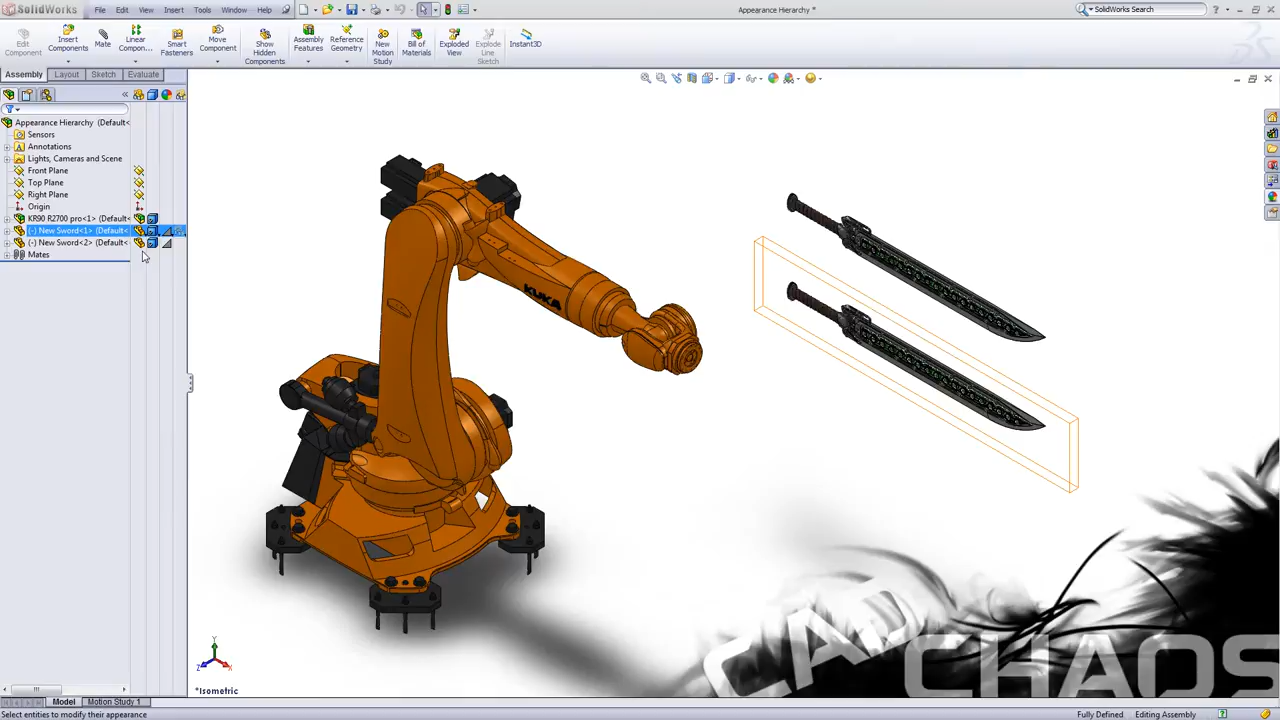 SolidWorks File Edit View Insert Tools Window Help Appearance Hierarchy * SolidWorks Search
Edit Component
Insert Components
Mate
Linear Compon...
Smart Fasteners
Move Component
Show Hidden Components
Assembly Features
Reference Geometry
New Motion Study
Bill of Materials
Exploded View
Explode Line Sketch
Instant3D
Assembly Layout Sketch Evaluate
Appearance Hierarchy (Default<
Sensors
Annotations
Lights, Cameras and Scene
Front Plane
Top Plane
Right Plane
Origin
KR90 R2700 pro<1> (Default<
(-) New Sword<1> (Default<
(-) New Sword<2> (Default<
Mates
KUKA
CAD
CHAOS
Y
Z
X
*Isometric
Model Motion Study 1
Select entities to modify their appearance Fully Defined Editing Assembly